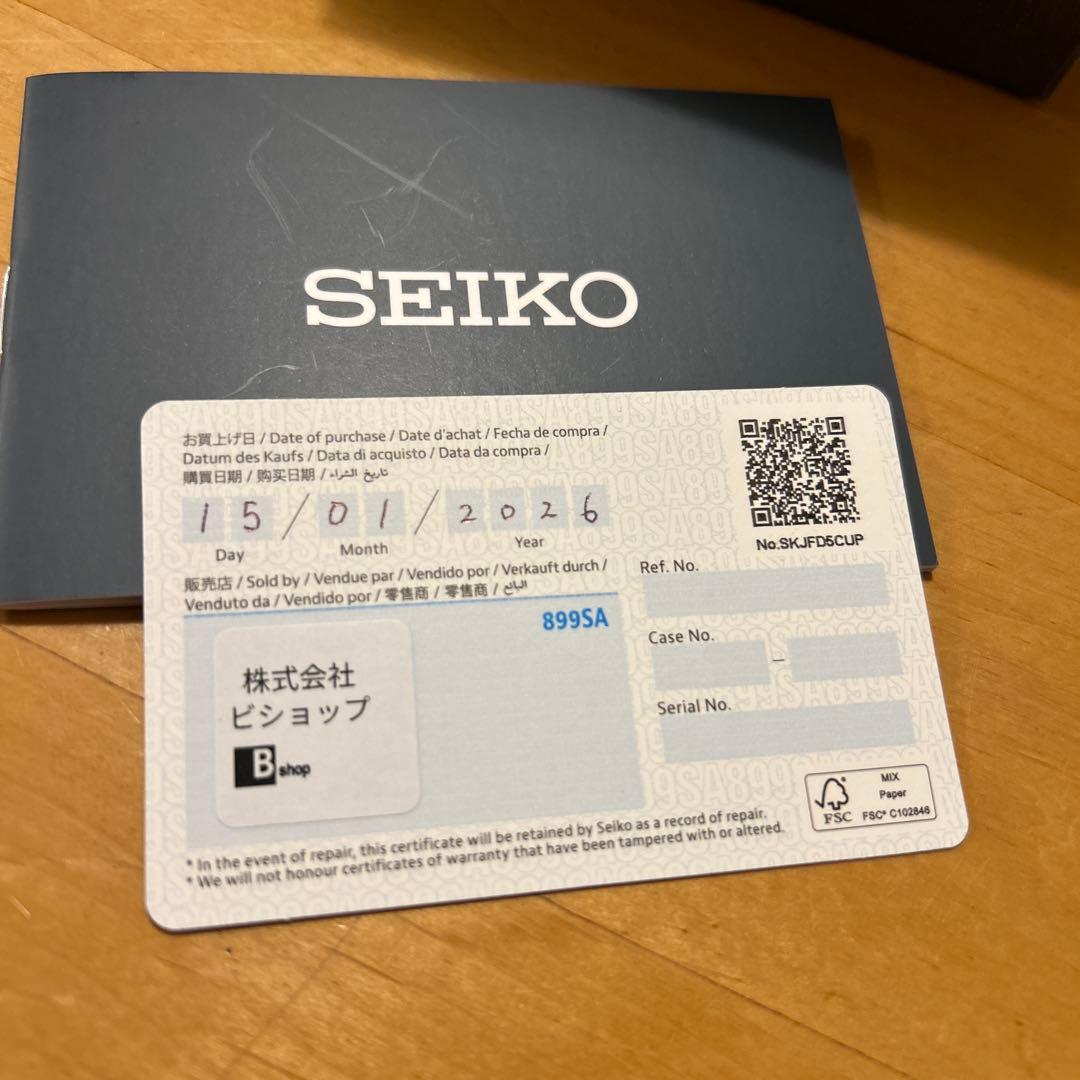 SEIKO
お買上げ日 / Date of purchase / Date d'achat / Fecha de compra /
Datum des Kaufs / Data di acquisto / Data da compra /
購買日期 / 购买日期 / تاريخ الشراء
15 / 01 / 2026
Day Month Year
No.SKJFD5CUP
販売店 / Sold by / Vendue par / Vendido por / Verkauft durch /
Venduto da / Vendido por / 零售商 / 零售商 / البائع
899SA
株式会社
ビショップ
B shop
Ref. No.
Case No.
–
Serial No.
FSC
MIX
Paper
FSC® C102846
* In the event of repair, this certificate will be retained by Seiko as a record of repair.
* We will not honour certificates of warranty that have been tampered with or altered.